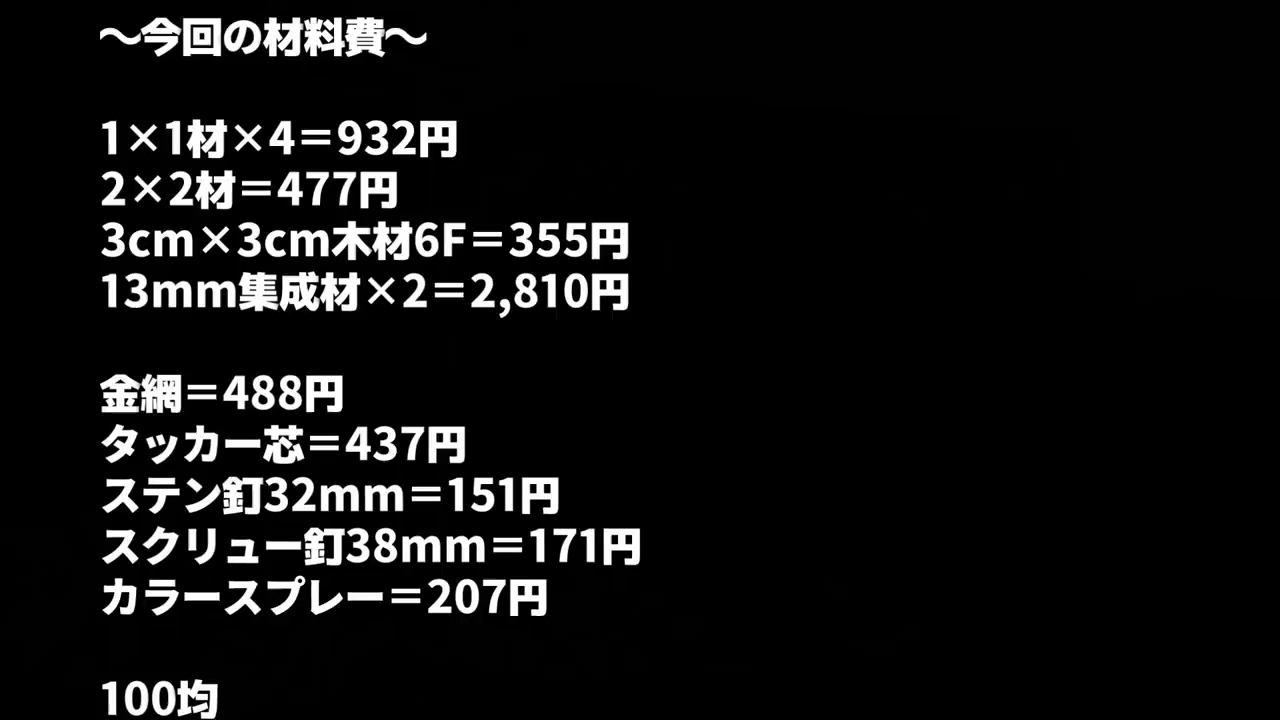 ～今回の材料費～
1×1材×4＝932円
2×2材＝477円
3cm×3cm木材6F＝355円
13mm集成材×2＝2,810円
金網＝488円
タッカー芯＝437円
ステン釘32mm＝151円
スクリュー釘38mm＝171円
カラースプレー＝207円
100均